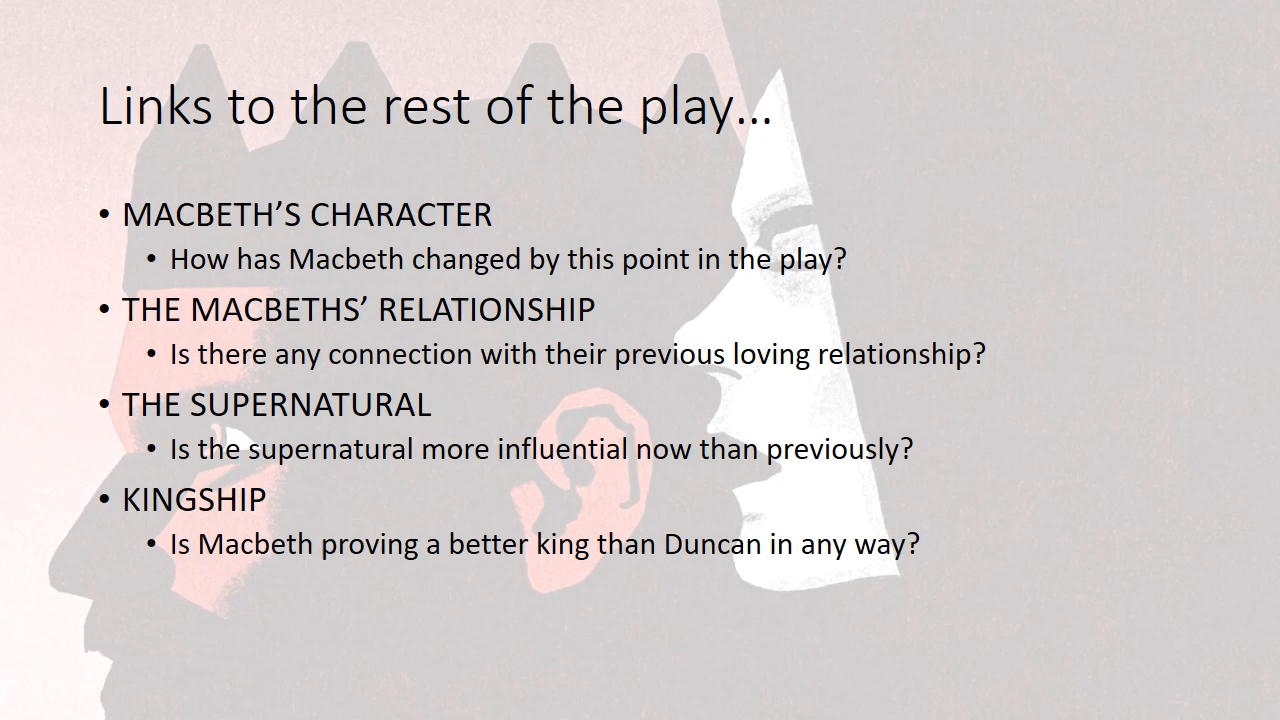 Links to the rest of the play…
• MACBETH’S CHARACTER
• How has Macbeth changed by this point in the play?
• THE MACBETHS’ RELATIONSHIP
• Is there any connection with their previous loving relationship?
• THE SUPERNATURAL
• Is the supernatural more influential now than previously?
• KINGSHIP
• Is Macbeth proving a better king than Duncan in any way?